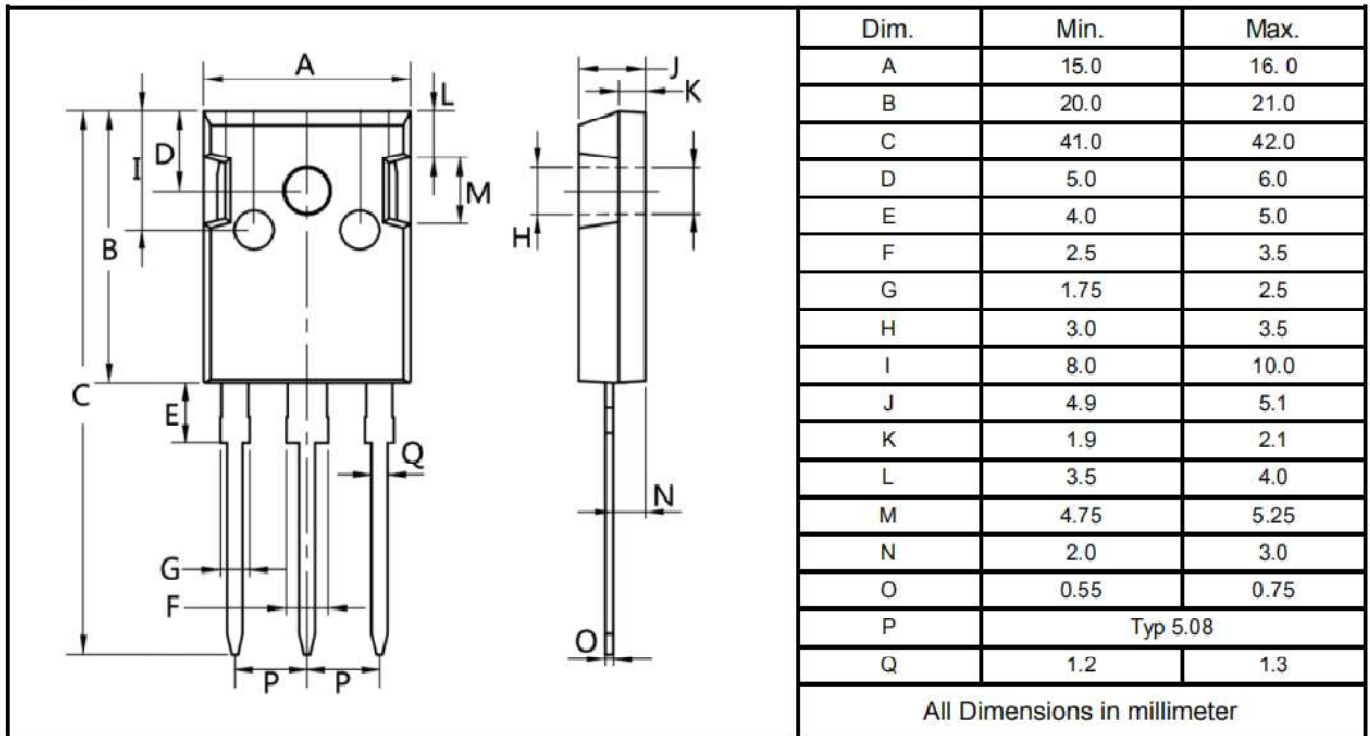 A
J
L
K
D
I
M
H
B
C
E
Q
N
G
F
O
P P
Dim. Min. Max.
A 15.0 16. 0
B 20.0 21.0
C 41.0 42.0
D 5.0 6.0
E 4.0 5.0
F 2.5 3.5
G 1.75 2.5
H 3.0 3.5
I 8.0 10.0
J 4.9 5.1
K 1.9 2.1
L 3.5 4.0
M 4.75 5.25
N 2.0 3.0
O 0.55 0.75
P Typ 5.08
Q 1.2 1.3
All Dimensions in millimeter